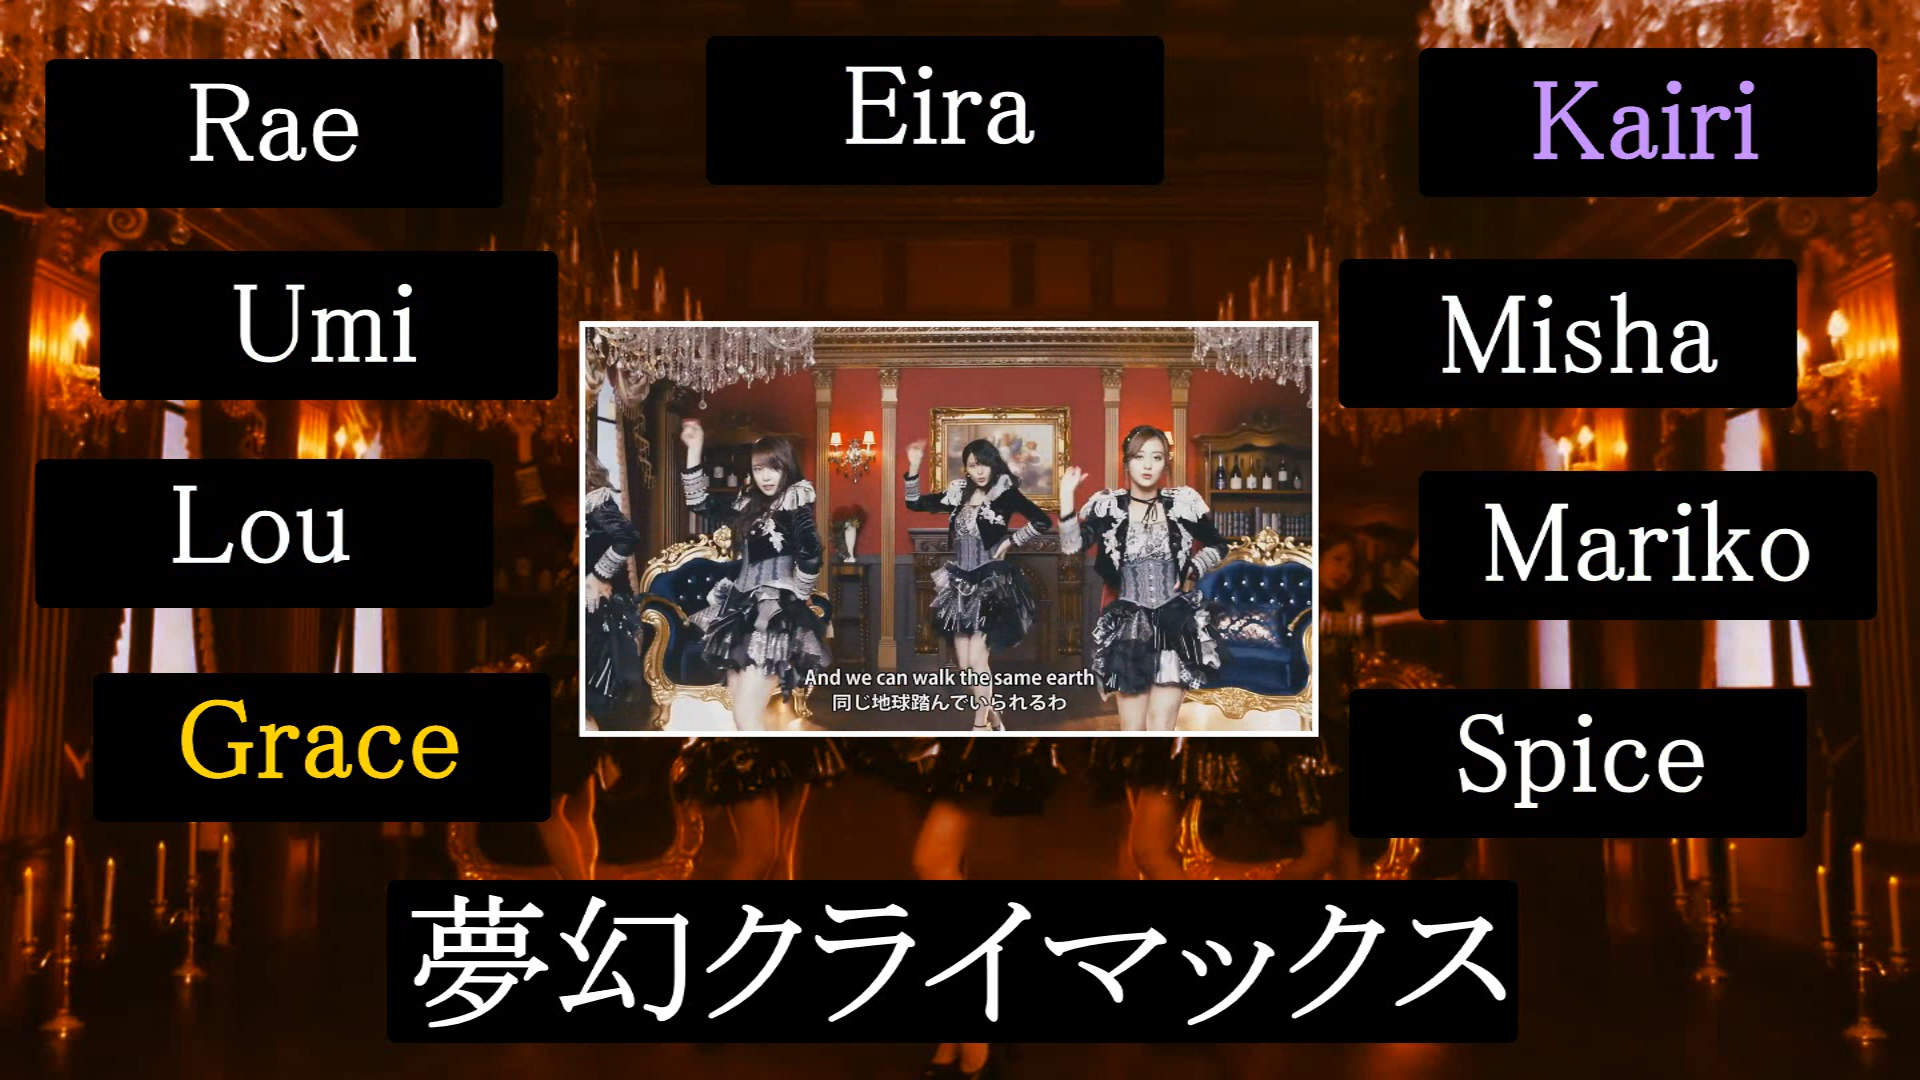 Rae
Eira
Kairi
Umi
Misha
Lou
Mariko
Grace
Spice
And we can walk the same earth
同じ地球踏んでいられるわ
夢幻クライマックス